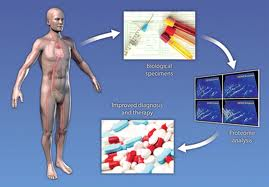 Biological
specimens
Proteome
analysis
Improved diagnosis
and therapy